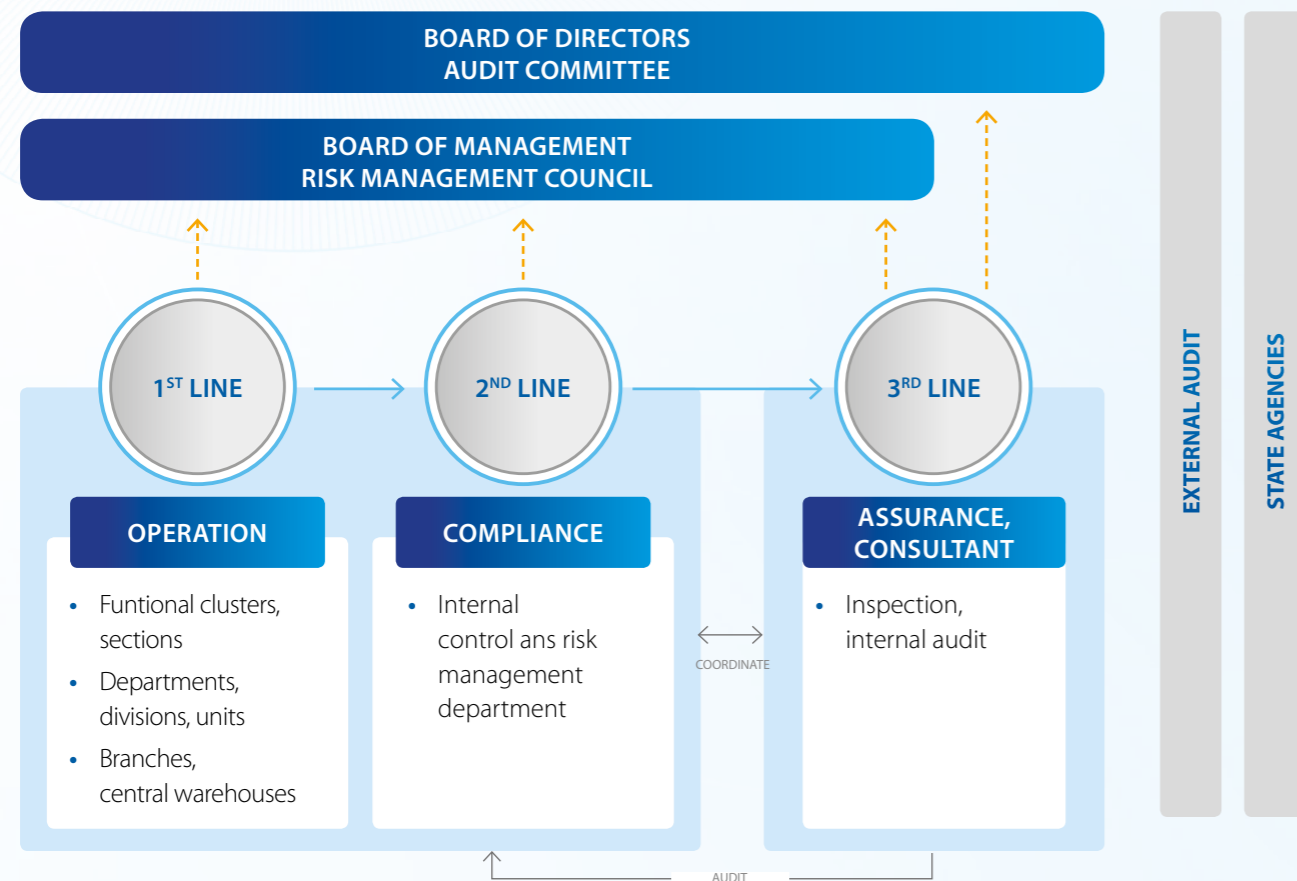 BOARD OF DIRECTORS
AUDIT COMMITTEE
BOARD OF MANAGEMENT
RISK MANAGEMENT COUNCIL
1ST LINE
2ND LINE
3RD LINE
OPERATION
• Funtional clusters,
sections
• Departments,
divisions, units
• Branches,
central warehouses
COMPLIANCE
• Internal
control ans risk
management
department
COORDINATE
ASSURANCE,
CONSULTANT
• Inspection,
internal audit
AUDIT
EXTERNAL AUDIT
STATE AGENCIES